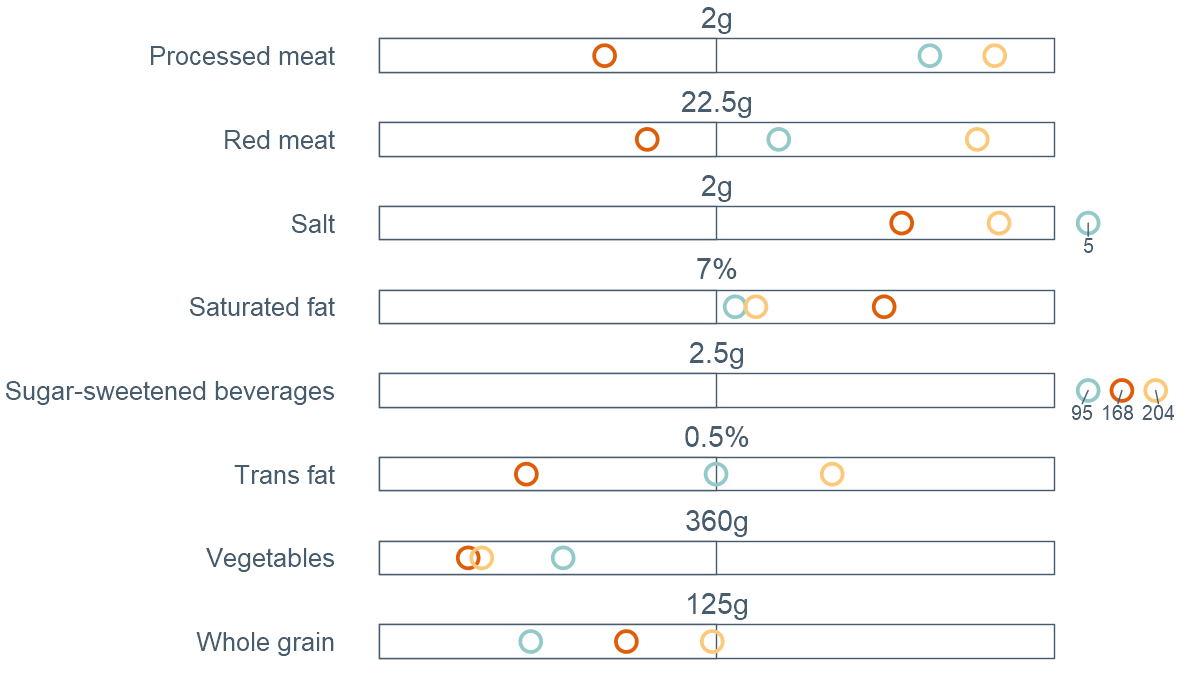 2g
Processed meat
22.5g
Red meat
2g
Salt
5
7%
Saturated fat
2.5g
Sugar-sweetened beverages
95 168 204
0.5%
Trans fat
360g
Vegetables
125g
Whole grain